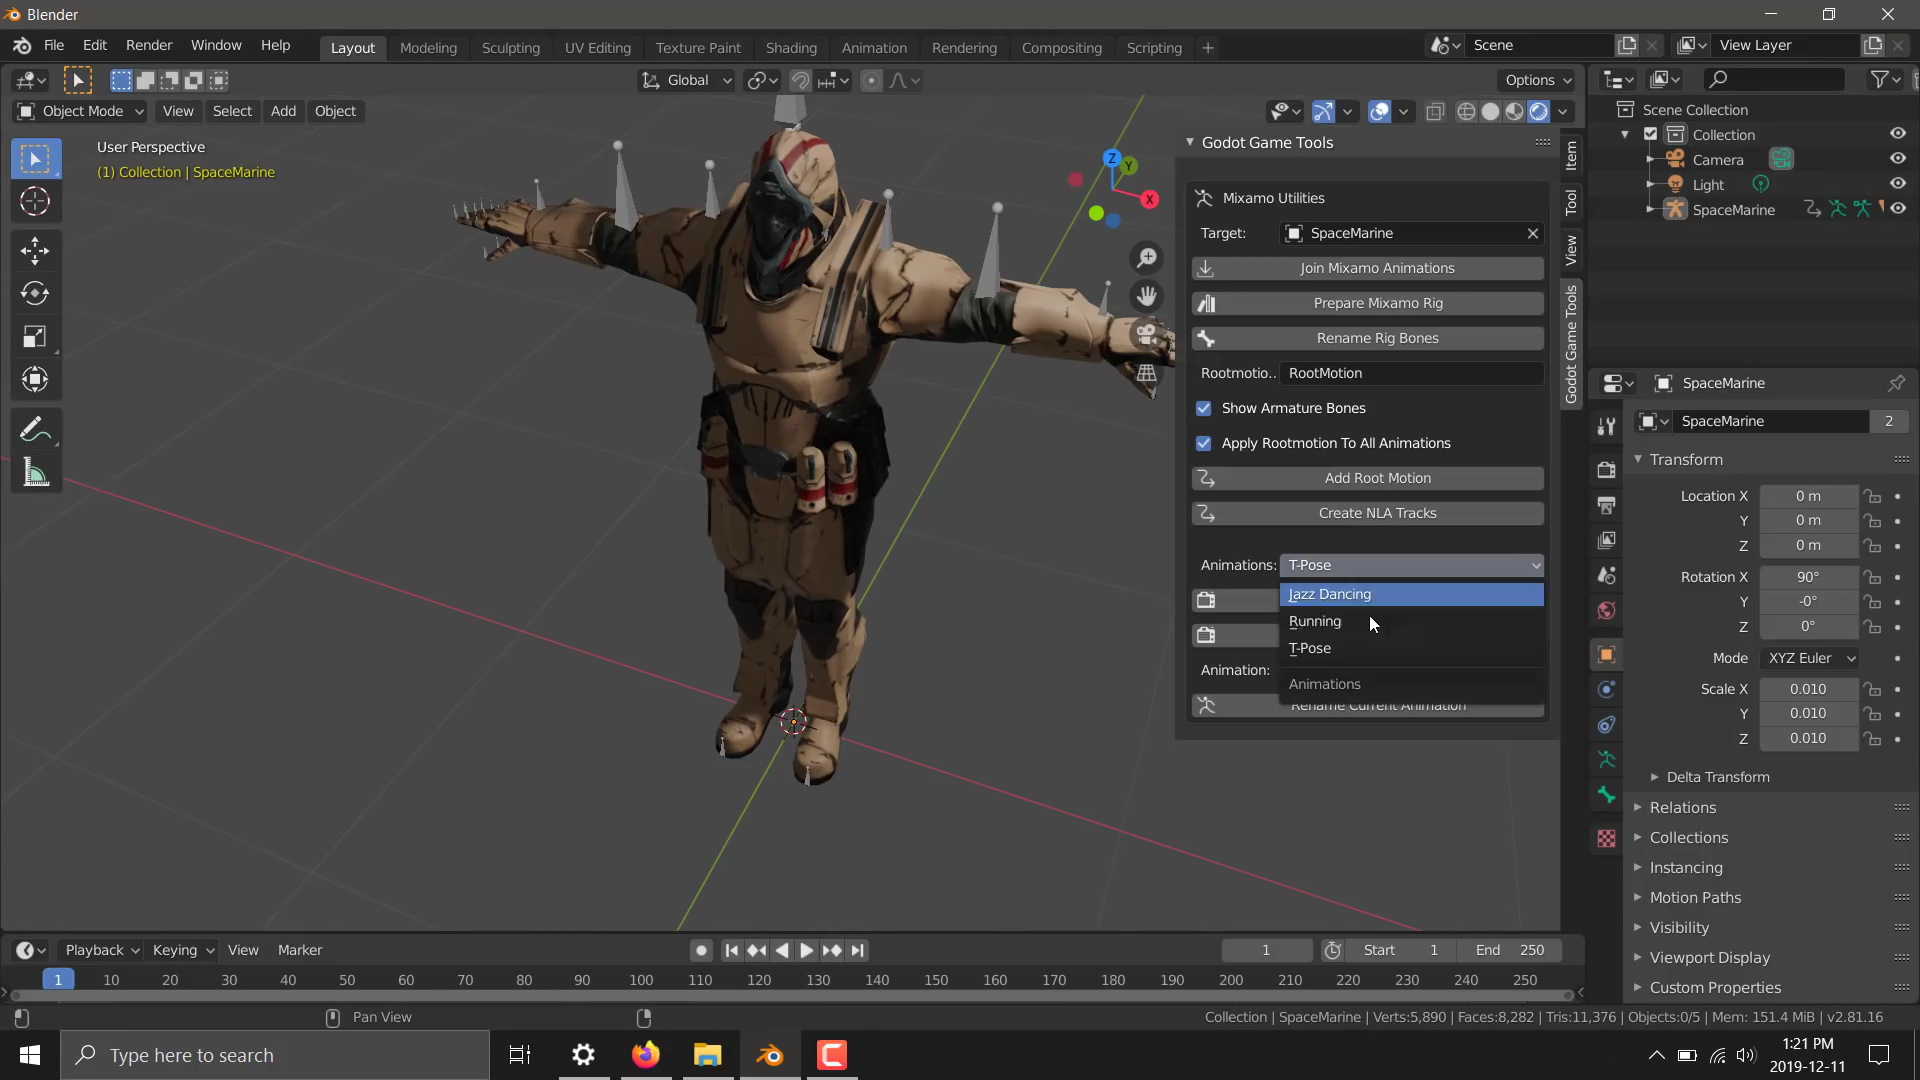 Blender
File Edit Render Window Help
Layout Modeling Sculpting UV Editing Texture Paint Shading Animation Rendering Compositing Scripting +
Scene
View Layer
Global
Options
Object Mode View Select Add Object
User Perspective
(1) Collection | SpaceMarine
Z
Y
X
Item
Tool
View
Godot Game Tools
Godot Game Tools
Mixamo Utilities
Target: SpaceMarine
Join Mixamo Animations
Prepare Mixamo Rig
Rename Rig Bones
Rootmotio.. RootMotion
Show Armature Bones
Apply Rootmotion To All Animations
Add Root Motion
Create NLA Tracks
Animations: T-Pose
Jazz Dancing
Running
T-Pose
Animation:
Animations
Rename Current Animation
Scene Collection
Collection
Camera
Light
SpaceMarine
SpaceMarine
SpaceMarine 2
Transform
Location X 0 m
Y 0 m
Z 0 m
Rotation X 90°
Y -0°
Z 0°
Mode XYZ Euler
Scale X 0.010
Y 0.010
Z 0.010
Delta Transform
Relations
Collections
Instancing
Motion Paths
Visibility
Viewport Display
Custom Properties
Playback Keying View Marker
1 Start 1 End 250
1 10 20 30 40 50 60 70 80 90 100 110 120 130 140 150 160 170 180 190 200 210 220 230 240 250
Pan View
Collection | SpaceMarine | Verts:5,890 | Faces:8,282 | Tris:11,376 | Objects:0/5 | Mem: 151.4 MiB | v2.81.16
Type here to search
1:21 PM
2019-12-11